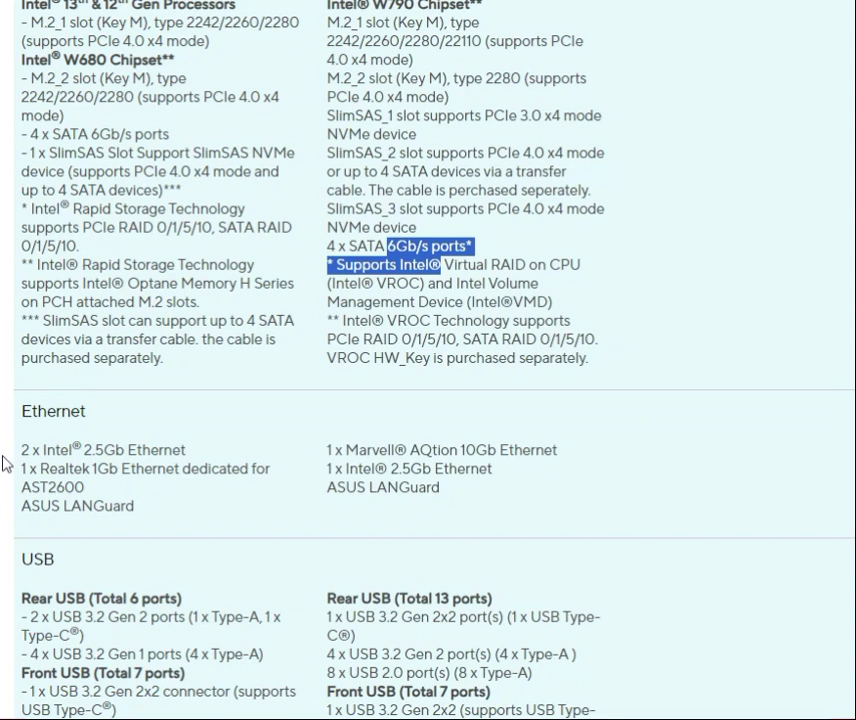 Intel® 13th & 12th Gen Processors
- M.2_1 slot (Key M), type 2242/2260/2280
(supports PCIe 4.0 x4 mode)
Intel® W680 Chipset**
- M.2_2 slot (Key M), type
2242/2260/2280 (supports PCIe 4.0 x4
mode)
- 4 x SATA 6Gb/s ports
- 1 x SlimSAS Slot Support SlimSAS NVMe
device (supports PCIe 4.0 x4 mode and
up to 4 SATA devices)***
* Intel® Rapid Storage Technology
supports PCIe RAID 0/1/5/10, SATA RAID
0/1/5/10.
** Intel® Rapid Storage Technology
supports Intel® Optane Memory H Series
on PCH attached M.2 slots.
*** SlimSAS slot can support up to 4 SATA
devices via a transfer cable. the cable is
purchased separately.
Intel® W790 Chipset**
M.2_1 slot (Key M), type
2242/2260/2280/22110 (supports PCIe
4.0 x4 mode)
M.2_2 slot (Key M), type 2280 (supports
PCIe 4.0 x4 mode)
SlimSAS_1 slot supports PCIe 3.0 x4 mode
NVMe device
SlimSAS_2 slot supports PCIe 4.0 x4 mode
or up to 4 SATA devices via a transfer
cable. The cable is perchased seperately.
SlimSAS_3 slot supports PCIe 4.0 x4 mode
NVMe device
4 x SATA 6Gb/s ports*
* Supports Intel® Virtual RAID on CPU
(Intel® VROC) and Intel Volume
Management Device (Intel®VMD)
** Intel® VROC Technology supports
PCIe RAID 0/1/5/10, SATA RAID 0/1/5/10.
VROC HW_Key is purchased separately.
Ethernet
2 x Intel® 2.5Gb Ethernet
1 x Realtek 1Gb Ethernet dedicated for
AST2600
ASUS LANGuard
1 x Marvell® AQtion 10Gb Ethernet
1 x Intel® 2.5Gb Ethernet
ASUS LANGuard
USB
Rear USB (Total 6 ports)
- 2 x USB 3.2 Gen 2 ports (1 x Type-A, 1 x
Type-C®)
- 4 x USB 3.2 Gen 1 ports (4 x Type-A)
Front USB (Total 7 ports)
- 1 x USB 3.2 Gen 2x2 connector (supports
USB Type-C®)
Rear USB (Total 13 ports)
1 x USB 3.2 Gen 2x2 port(s) (1 x USB Type-
C®)
4 x USB 3.2 Gen 2 port(s) (4 x Type-A )
8 x USB 2.0 port(s) (8 x Type-A)
Front USB (Total 7 ports)
1 x USB 3.2 Gen 2x2 (supports USB Type-